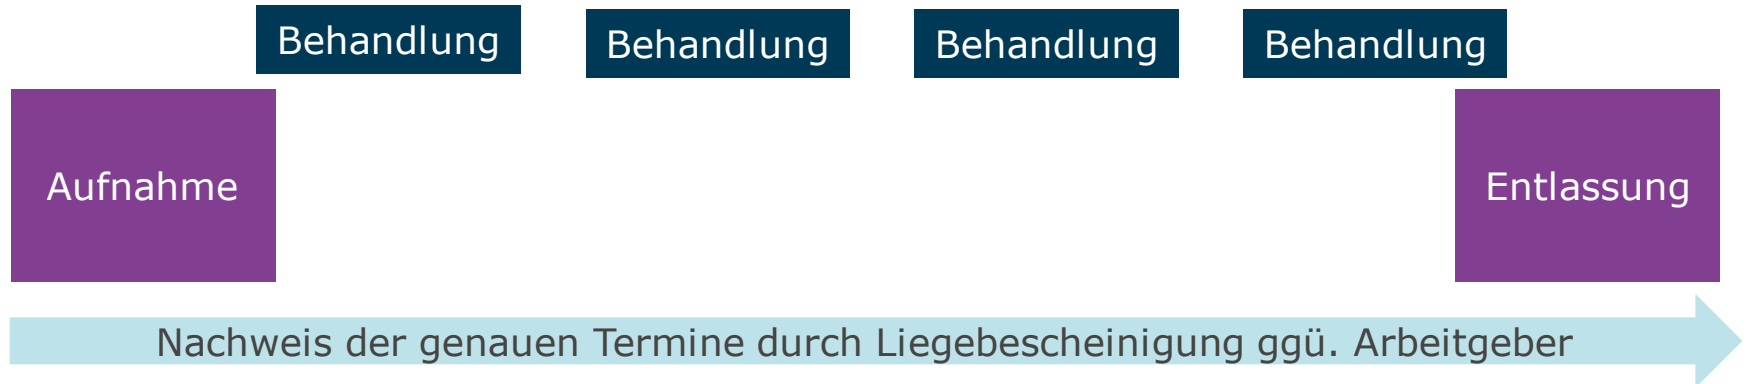 Behandlung
Behandlung
Behandlung
Behandlung
Aufnahme
Entlassung
Nachweis der genauen Termine durch Liegebescheinigung ggü. Arbeitgeber